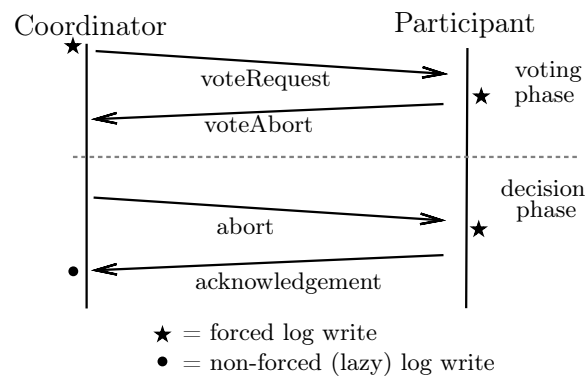 Coordinator
Participant
voteRequest
voting
phase
voteAbort
decision
phase
abort
acknowledgement
★ = forced log write
● = non-forced (lazy) log write